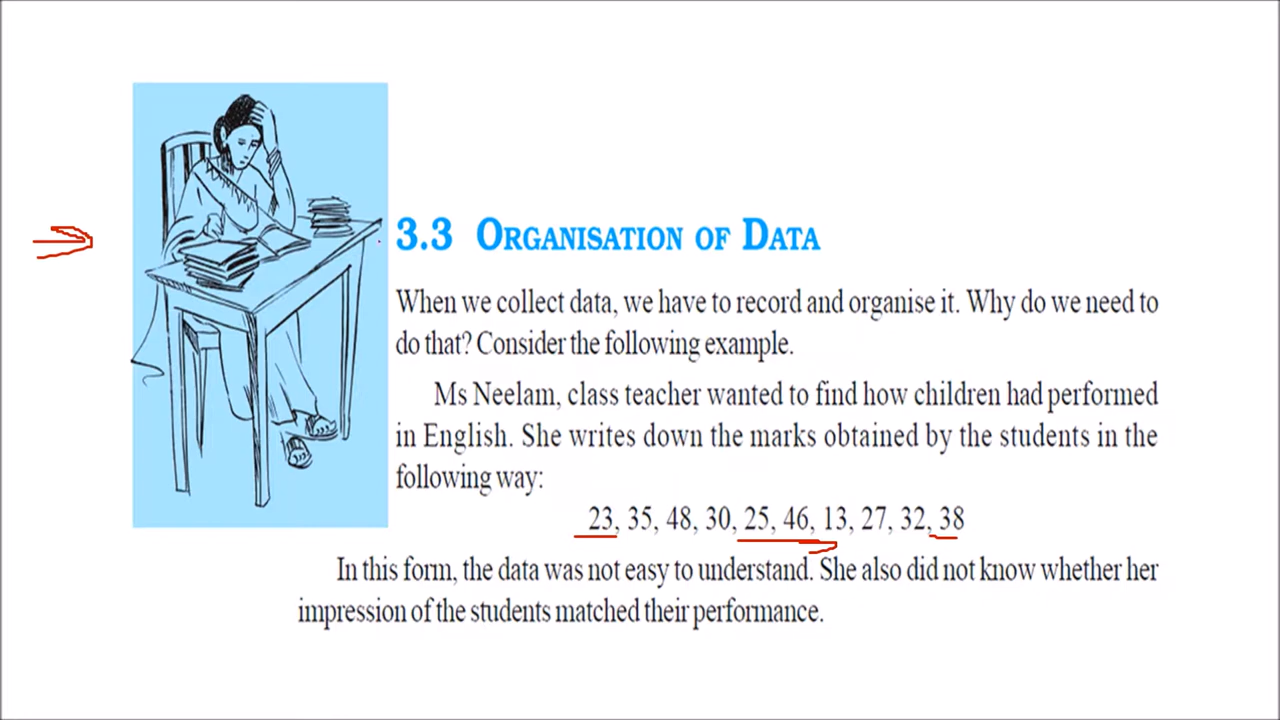 3.3 ORGANISATION OF DATA
When we collect data, we have to record and organise it. Why do we need to
do that? Consider the following example.
Ms Neelam, class teacher wanted to find how children had performed
in English. She writes down the marks obtained by the students in the
following way:
23, 35, 48, 30, 25, 46, 13, 27, 32, 38
In this form, the data was not easy to understand. She also did not know whether her
impression of the students matched their performance.